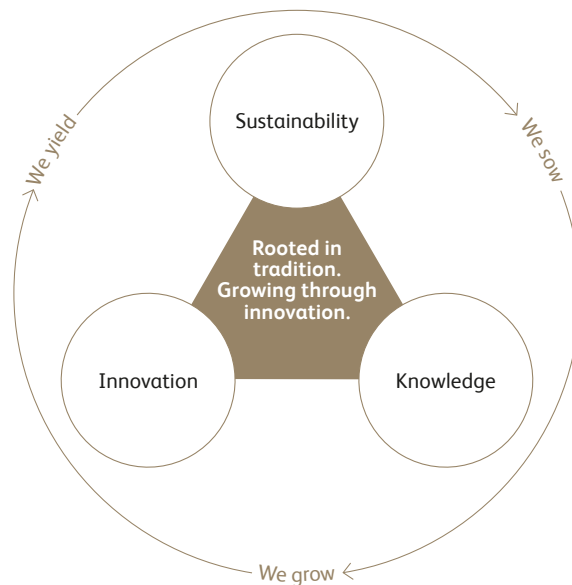 Sustainability
We yield
We sow
Rooted in
tradition.
Growing through
innovation.
Innovation
Knowledge
We grow